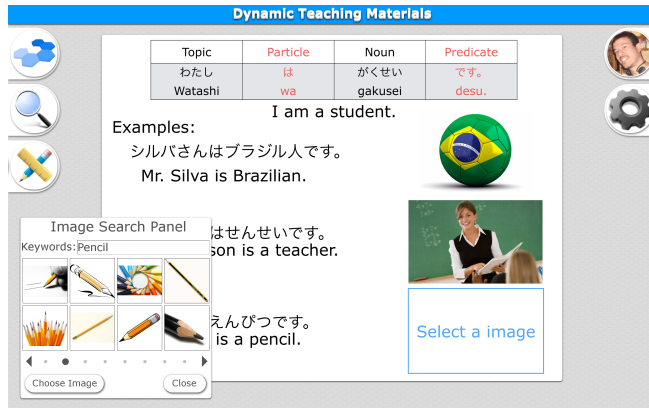 Dynamic Teaching Materials
Topic Particle Noun Predicate
わたし は がくせい です。
Watashi wa gakusei desu.
I am a student.
Examples:
シルバさんはブラジル人です。
Mr. Silva is Brazilian.
はせんせいです。
son is a teacher.
えんぴつです。
is a pencil.
Select a image
Image Search Panel
Keywords: Pencil
Choose Image Close